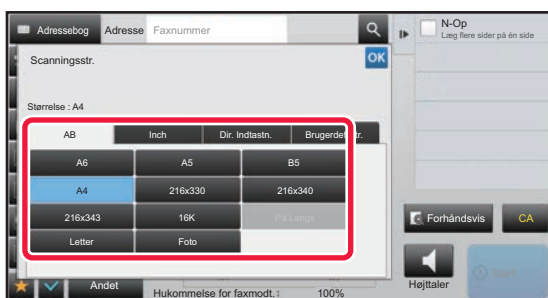 Adressebog Adresse Faxnummer
N-Op
Læg flere sider på én side
Scanningsstr.
OK
Størrelse : A4
AB Inch Dir. Indtastn. Brugerdef. str.
A6 A5 B5
A4 216x330 216x340
216x343 16K På Langs
Letter Foto
Forhåndsvis CA
Andet
Hukommelse for faxmodt. 100%
Højttaler
Start